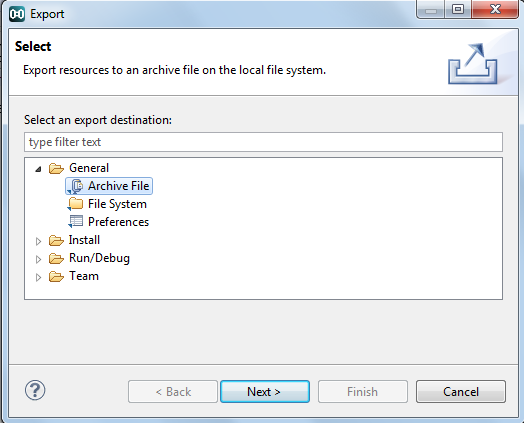 Export
Select
Export resources to an archive file on the local file system.
Select an export destination:
type filter text
General
Archive File
File System
Preferences
Install
Run/Debug
Team
? < Back Next > Finish Cancel